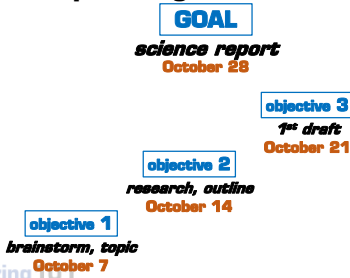 GOAL
science report
October 28
objective 3
1st draft
October 21
objective 2
research, outline
October 14
objective 1
brainstorm, topic
October 7